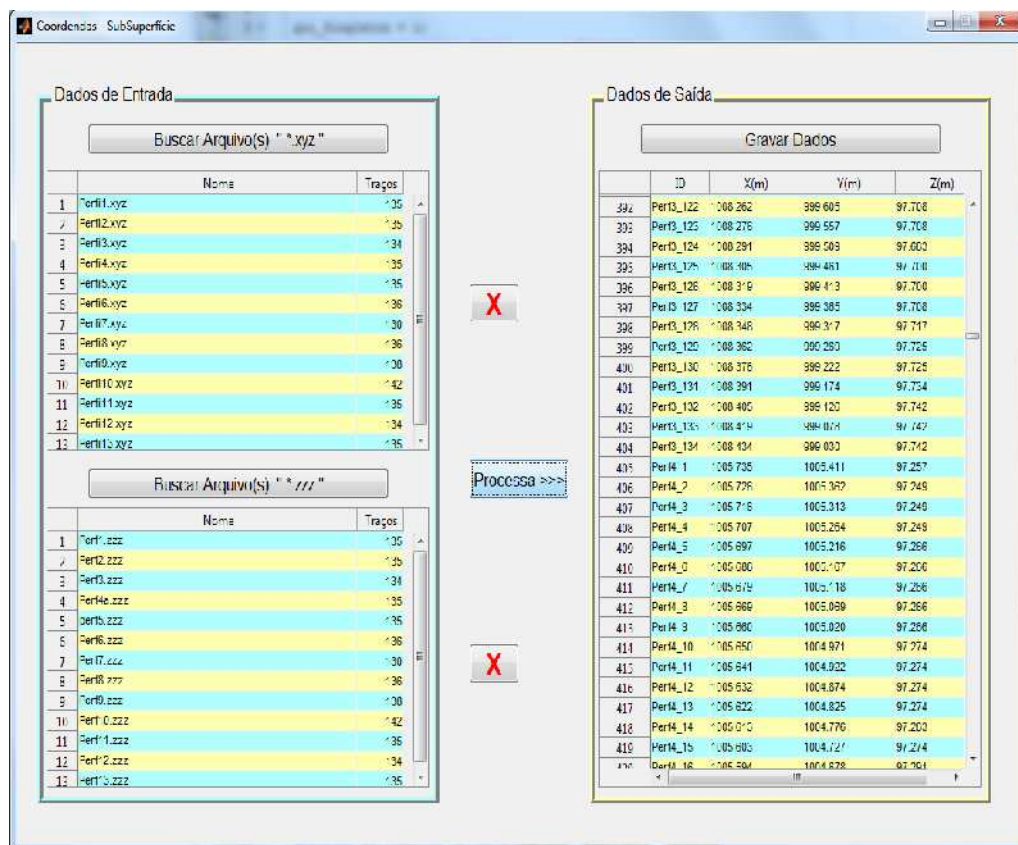 Coordendas - SubSuperfície
Dados de Entrada
Buscar Arquivo(s) " *.xyz "
Nome Traços
1 Perfil1.xyz 135
2 Perfil2.xyz 135
3 Perfil3.xyz 134
4 Perfil4.xyz 135
5 Perfil5.xyz 135
6 Perfil6.xyz 136
7 Perfil7.xyz 130
8 Perfil8.xyz 136
9 Perfil9.xyz
10 Perfil10.xyz 142
11 Perfil11.xyz 135
12 Perfil12.xyz 134
13 Perfil13.xyz 135
Buscar Arquivo(s) " *.zzz "
Nome Traços
1 Perf1.zzz 135
2 Perf2.zzz 135
3 Perf3.zzz 134
4 Perf4a.zzz 135
5 perf5.zzz 135
6 Perf6.zzz 136
7 Perf7.zzz 130
8 Perf8.zzz 136
9 Perf9.zzz
10 Perf10.zzz 142
11 Perf11.zzz 135
12 Perf12.zzz 134
13 Perf13.zzz 135
X
Processa >>>
X
Dados de Saída
Gravar Dados
ID X(m) Y(m) Z(m)
392 Perf3_122 1008.262 999.605 97.708
393 Perf3_123 1008.276 999.557 97.708
394 Perf3_124 1008.291 999.509
395 Perf3_125 1008.305 999.461 97.700
396 Perf3_126 1008.319 999.413 97.700
397 Perf3_127 1008.334 999.365 97.708
398 Perf3_128 1008.348 999.317 97.717
399 Perf3_129 1008.362 999.269 97.725
400 Perf3_130 1008.376 999.222 97.725
401 Perf3_131 1008.391 999.174 97.734
402 Perf3_132 1008.405 999.126 97.742
403 Perf3_133 1008.419 999.078 97.742
404 Perf3_134 1008.434 999.030 97.742
405 Perf4_1 1005.735 1005.411 97.257
406 Perf4_2 1005.726 1005.362 97.249
407 Perf4_3 1005.716 1005.313 97.249
408 Perf4_4 1005.707 1005.264 97.249
409 Perf4_5 1005.697 1005.216 97.266
410 Perf4_6 1005.688 1005.167 97.266
411 Perf4_7 1005.679 1005.118 97.266
412 Perf4_8 1005.669 1005.069 97.266
413 Perf4_9 1005.660 1005.020 97.266
414 Perf4_10 1005.650 1004.971 97.274
415 Perf4_11 1005.641 1004.922 97.274
416 Perf4_12 1005.632 1004.874 97.274
417 Perf4_13 1005.622 1004.825 97.274
418 Perf4_14 1005.613 1004.776 97.283
419 Perf4_15 1005.603 1004.727 97.274
420 Perf4_16 1005.594 1004.678 97.291